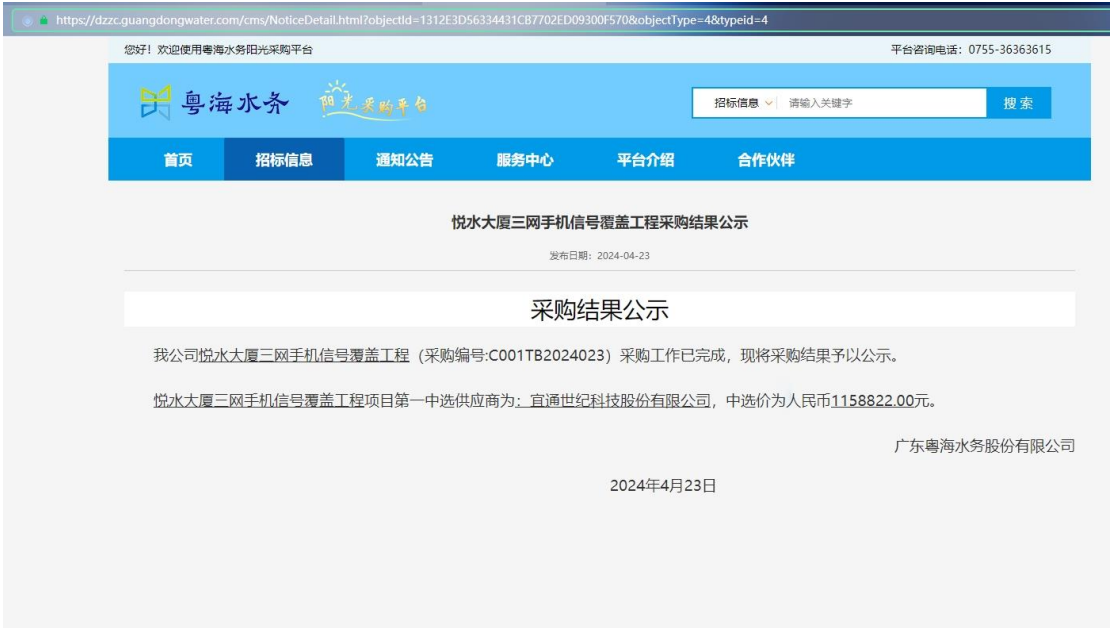 https://dzzc.guangdongwater.com/cms/NoticeDetail.html?objectId=1312E3D56334431CB7702ED09300F570&objectType=4&typeid=4
您好！欢迎使用粤海水务阳光采购平台
平台咨询电话：0755-36363615
粤海水务
阳光采购平台
招标信息
请输入关键字
搜索
首页
招标信息
通知公告
服务中心
平台介绍
合作伙伴
悦水大厦三网手机信号覆盖工程采购结果公示
发布日期：2024-04-23
采购结果公示
我公司悦水大厦三网手机信号覆盖工程（采购编号:C001TB2024023）采购工作已完成，现将采购结果予以公示。
悦水大厦三网手机信号覆盖工程项目第一中选供应商为：宜通世纪科技股份有限公司，中选价为人民币1158822.00元。
广东粤海水务股份有限公司
2024年4月23日